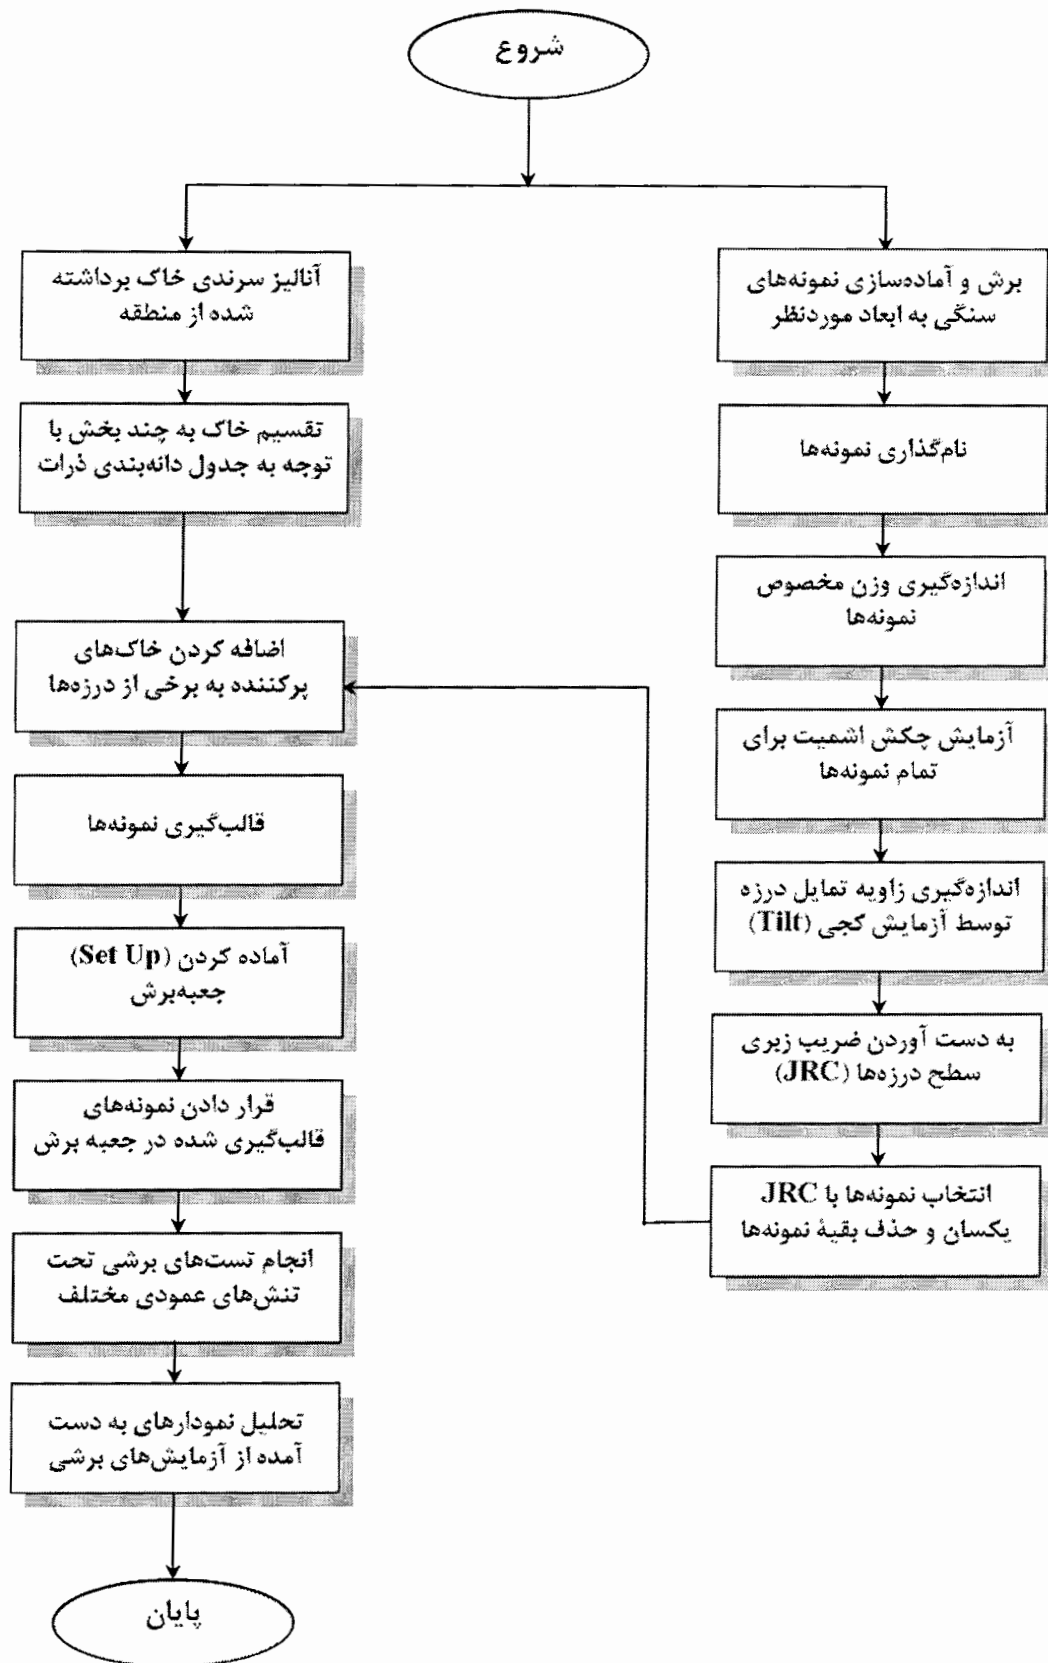 شروع
برش و آماده‌سازی نمونه‌های
سنگی به ابعاد موردنظر
نام‌گذاری نمونه‌ها
اندازه‌گیری وزن مخصوص
نمونه‌ها
آزمایش چکش اشمیت برای
تمام نمونه‌ها
اندازه‌گیری زاویه تمایل درزه
توسط آزمایش کجی (Tilt)
به دست آوردن ضریب زبری
سطح درزه‌ها (JRC)
انتخاب نمونه‌ها با JRC
یکسان و حذف بقیهٔ نمونه‌ها
آنالیز سرندی خاک برداشته
شده از منطقه
تقسیم خاک به چند بخش با
توجه به جدول دانه‌بندی ذرات
اضافه کردن خاک‌های
پرکننده به برخی از درزه‌ها
قالب‌گیری نمونه‌ها
آماده کردن (Set Up)
جعبه‌برش
قرار دادن نمونه‌های
قالب‌گیری شده در جعبه برش
انجام تست‌های برشی تحت
تنش‌های عمودی مختلف
تحلیل نمودارهای به دست
آمده از آزمایش‌های برشی
پایان